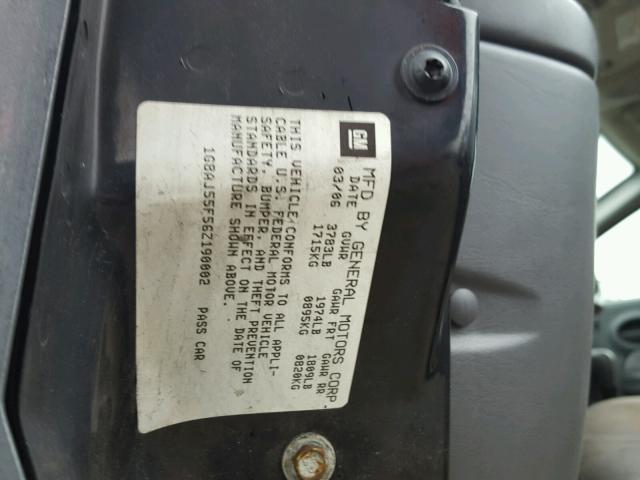 GM MFD BY GENERAL MOTORS CORP
DATE GVWR GAWR FRT GAWR RR
03/06 3783LB 1974LB 1809LB
1715KG 0895KG 0820KG
THIS VEHICLE CONFORMS TO ALL APPLI-
CABLE U.S. FEDERAL MOTOR VEHICLE
SAFETY, BUMPER, AND THEFT PREVENTION
STANDARDS IN EFFECT ON THE DATE OF
MANUFACTURE SHOWN ABOVE.
1G8AJ55F56Z190002 PASS CAR